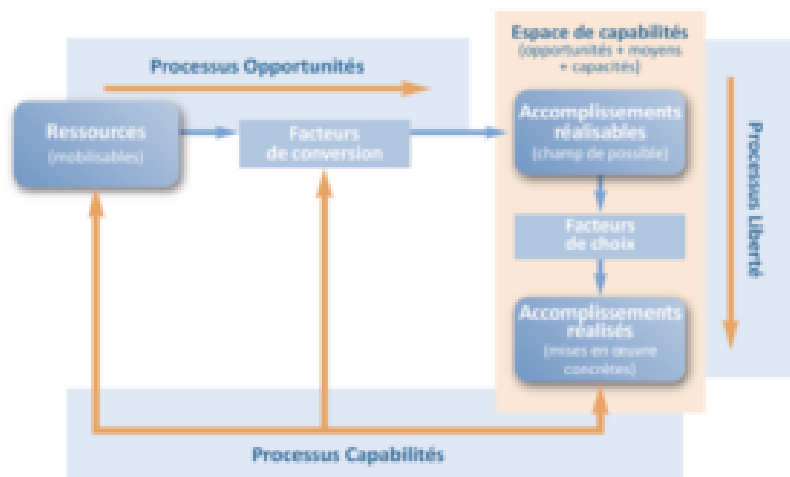 Espace de capabilités
(opportunités + moyens
+ capacités)
Processus Opportunités
Ressources
(mobilisables)
Facteurs
de conversion
Accomplissements
réalisables
(champ de possible)
Facteurs
de choix
Accomplissements
réalisés
(mises en œuvre
concrètes)
Processus Liberté
Processus Capabilités